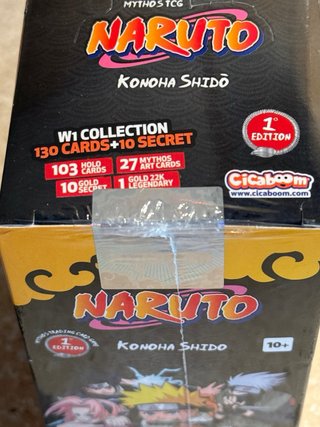 MYTHOS TCG
NARUTO
KONOHA SHIDŌ
W1 COLLECTION
130 CARDS+10 SECRET
103 HOLO CARDS
27 MYTHOS ART CARDS
10 GOLD SECRET
1 GOLD 22K LEGENDARY
1°
EDITION
CiCaboom
www.cicaboom.com
NARUTO
KONOHA SHIDO
1°
EDITION
10+